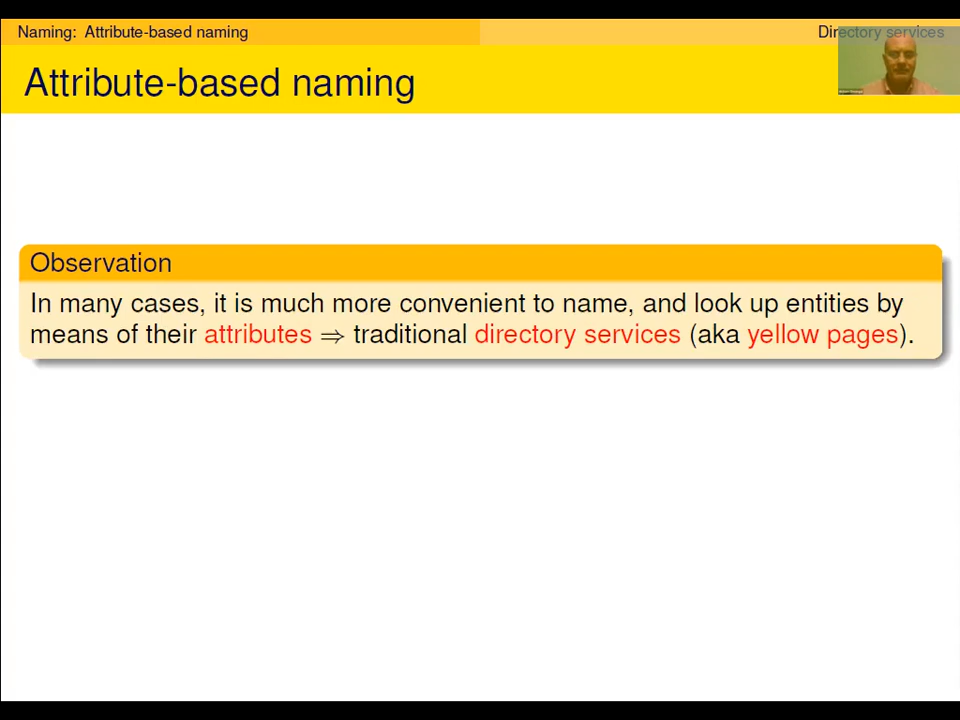 Naming: Attribute-based naming
Directory services
Attribute-based naming
Observation
In many cases, it is much more convenient to name, and look up entities by
means of their attributes ⇒ traditional directory services (aka yellow pages).